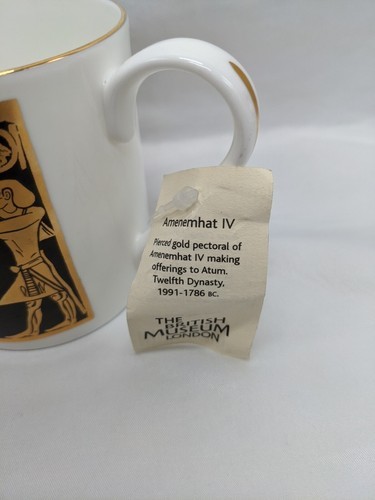 Amenemhat IV
Pierced gold pectoral of
Amenemhat IV making
offerings to Atum.
Twelfth Dynasty,
1991-1786 BC.
THE
BRITISH
MUSEUM
LONDON